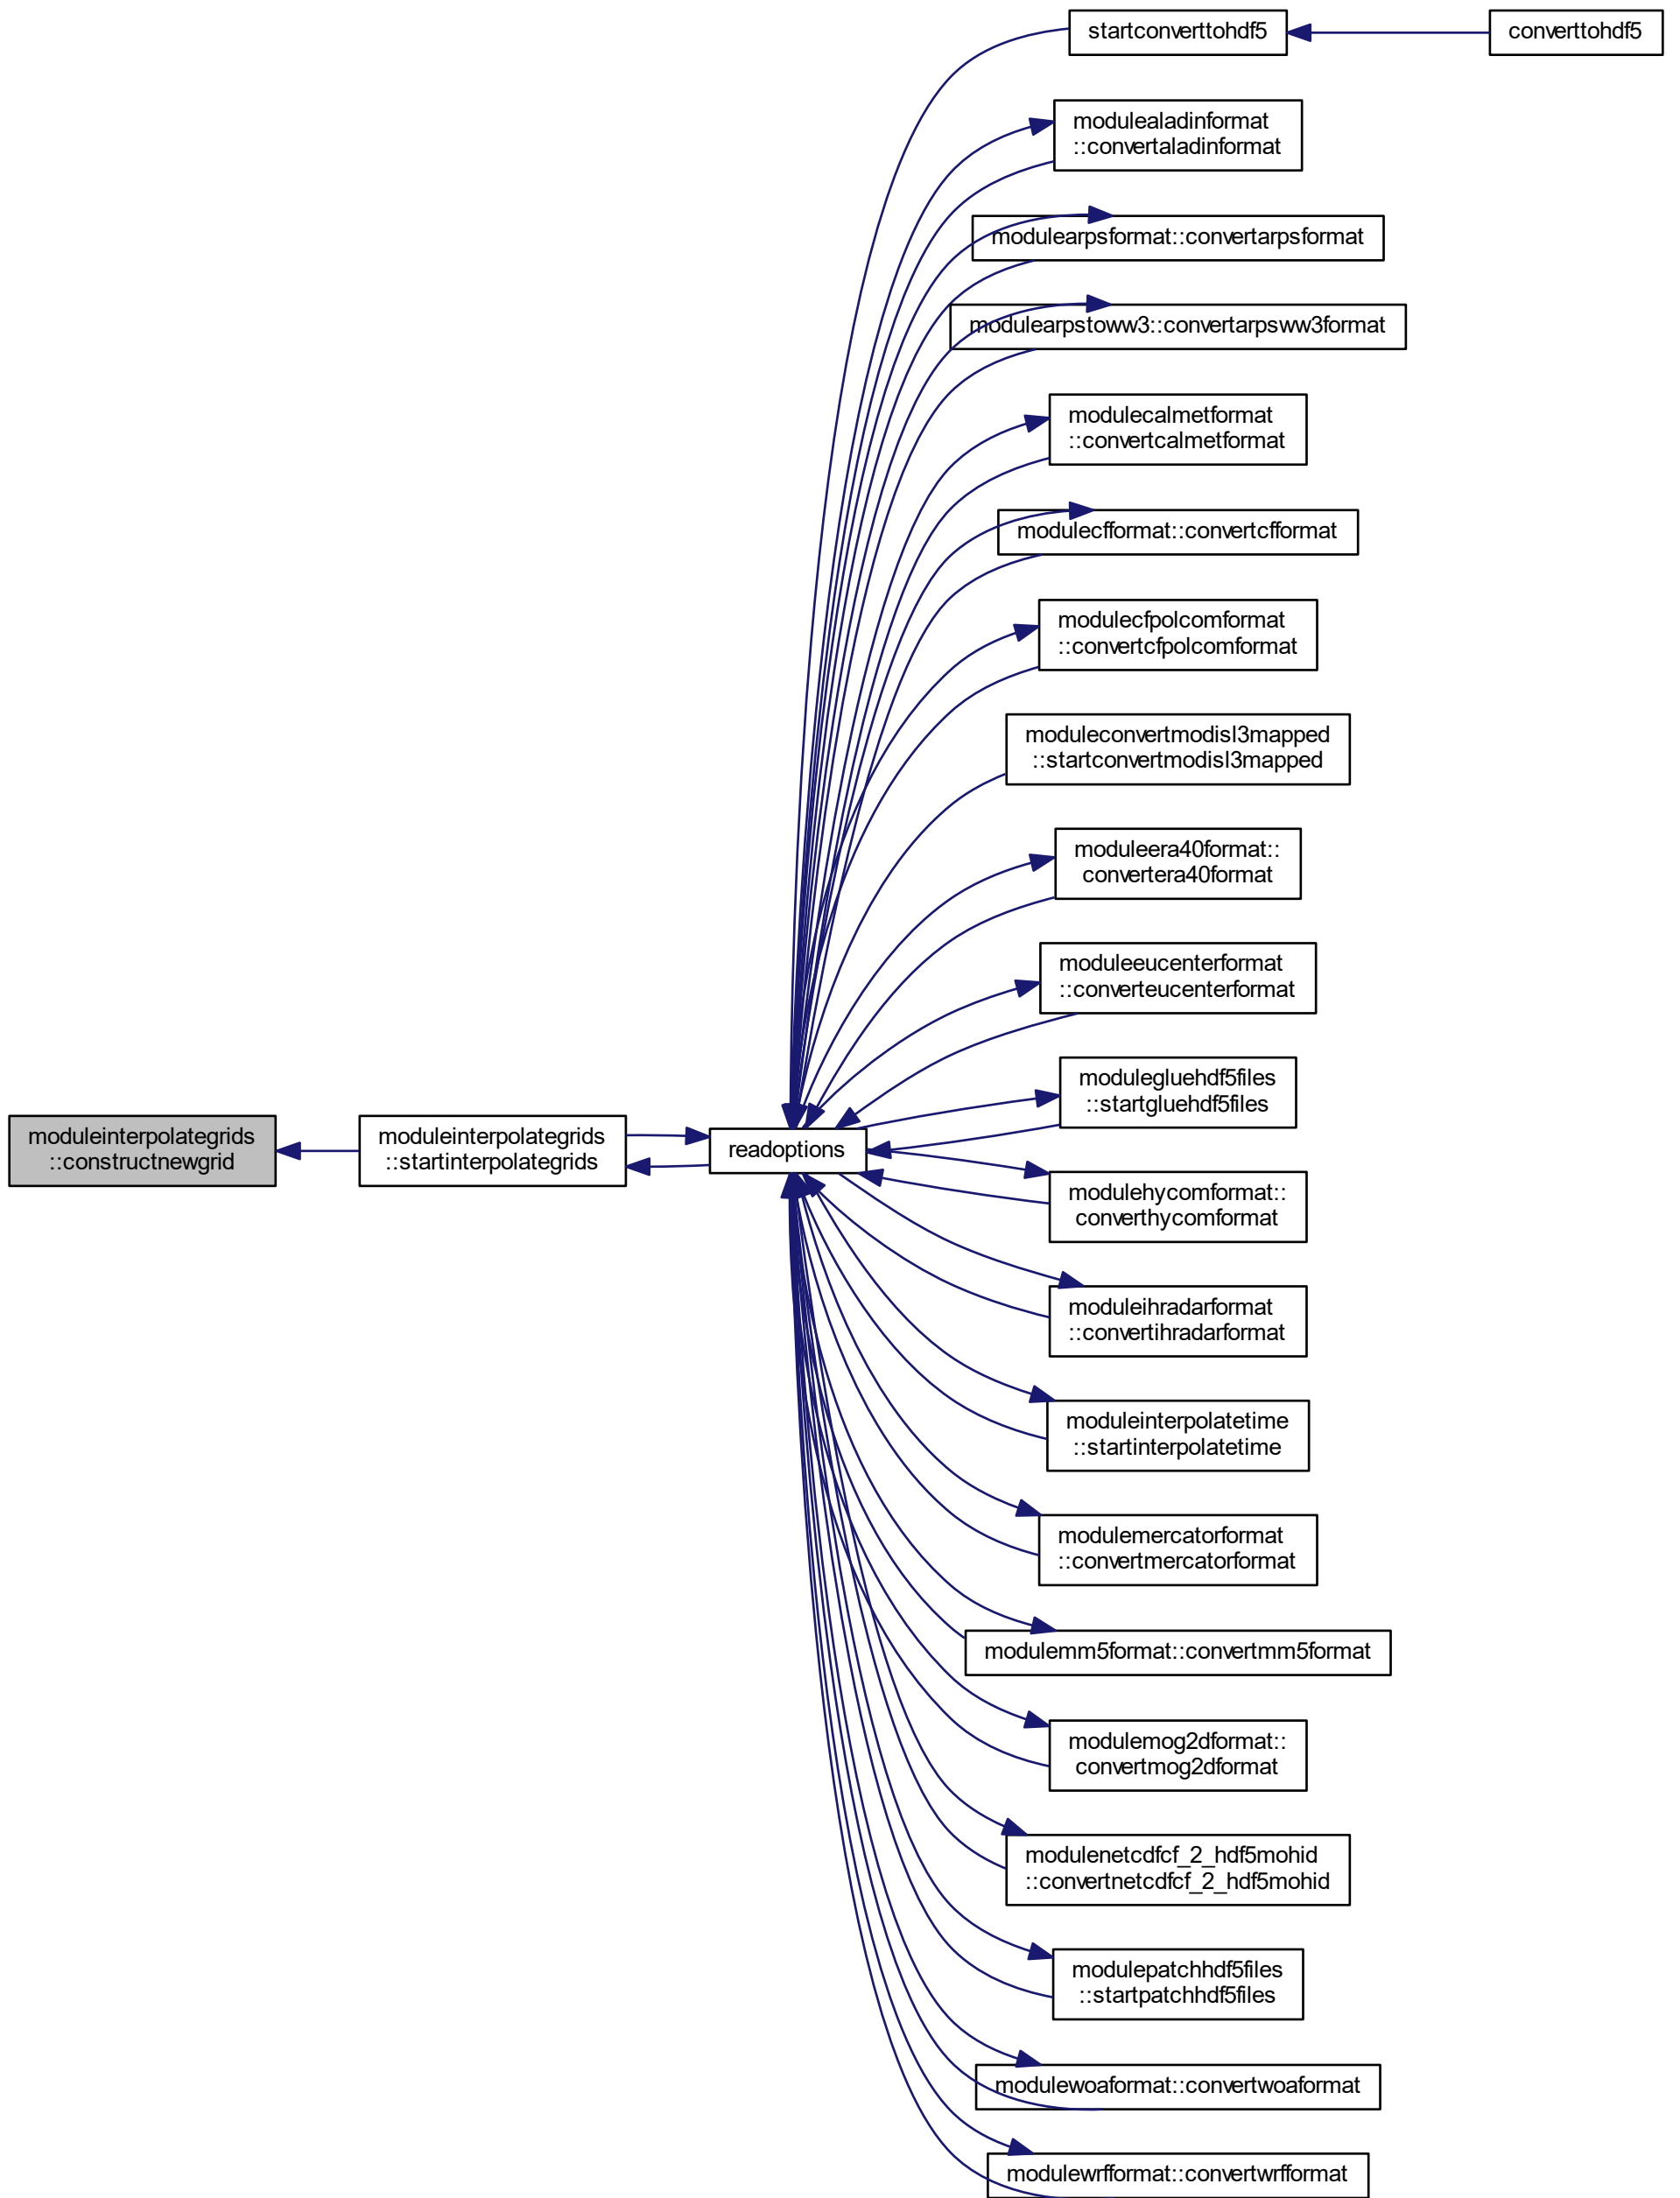 startconverttohdf5
converttohdf5
modulealadinformat
::convertaladinformat
modulearpsformat::convertarpsformat
modulearpstoww3::convertarpsww3format
modulecalmetformat
::convertcalmetformat
modulecfformat::convertcfformat
modulecfpolcomformat
::convertcfpolcomformat
moduleconvertmodisl3mapped
::startconvertmodisl3mapped
moduleera40format::
convertera40format
moduleeucenterformat
::converteucenterformat
modulegluehdf5files
::startgluehdf5files
moduleinterpolategrids
::constructnewgrid
moduleinterpolategrids
::startinterpolategrids
readoptions
modulehycomformat::
converthycomformat
moduleihradarformat
::convertihradarformat
moduleinterpolatetime
::startinterpolatetime
modulemercatorformat
::convertmercatorformat
modulemm5format::convertmm5format
modulemog2dformat::
convertmog2dformat
modulenetcdfcf_2_hdf5mohid
::convertnetcdfcf_2_hdf5mohid
modulepatchhdf5files
::startpatchhdf5files
modulewoaformat::convertwoaformat
modulewrfformat::convertwrfformat